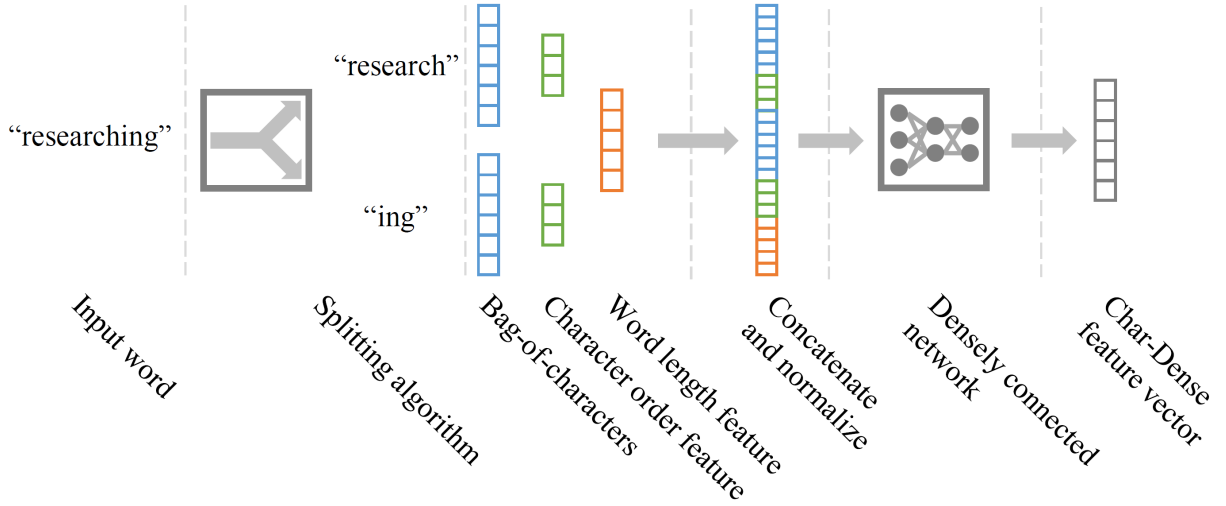 “researching”
“research”
“ing”
Input word
Splitting algorithm
Bag-of-characters
Character order feature
Word length feature
Concatenate
and normalize
Densely connected
network
Char-Dense
feature vector